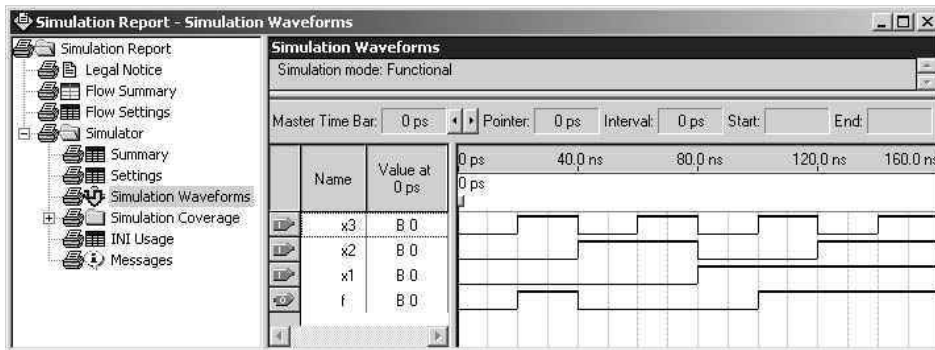 Simulation Report - Simulation Waveforms
Simulation Report
Legal Notice
Flow Summary
Flow Settings
Simulator
Summary
Settings
Simulation Waveforms
Simulation Coverage
INI Usage
Messages
Simulation Waveforms
Simulation mode: Functional
Master Time Bar: 0 ps Pointer: 0 ps Interval: 0 ps Start: End:
Name Value at 0 ps
0 ps 40.0 ns 80.0 ns 120.0 ns 160.0 ns
0 ps
x3 B 0
x2 B 0
x1 B 0
f B 0